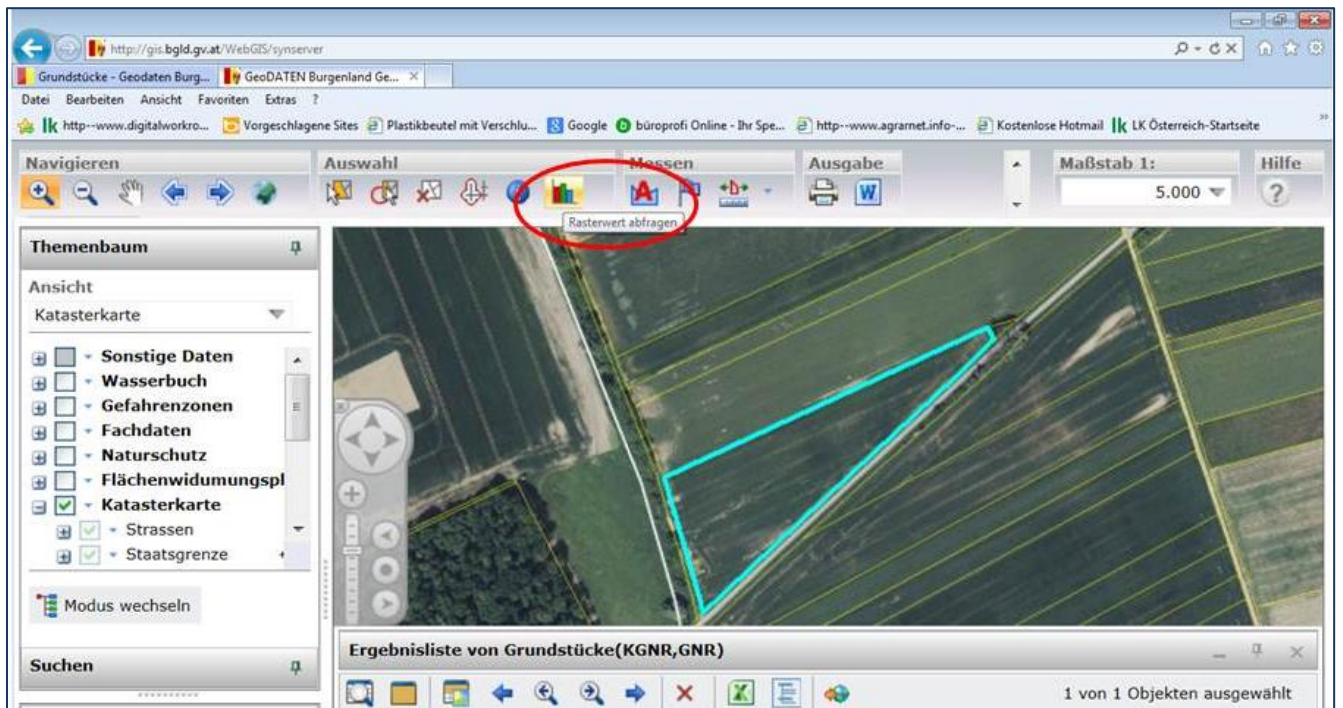 http://gis.bgld.gv.at/WebGIS/synserver
Grundstücke - Geodaten Burg... GeoDATEN Burgenland Ge...
Datei Bearbeiten Ansicht Favoriten Extras ?
lk http--www.digitalworkro... Vorgeschlagene Sites Plastikbeutel mit Verschlu... Google büroprofi Online - Ihr Spe... http--www.agrarnet.info-... Kostenlose Hotmail lk LK Österreich-Startseite
Navigieren Auswahl Messen Ausgabe Maßstab 1: Hilfe
5.000
Rasterwert abfragen
Themenbaum
Ansicht
Katasterkarte
Sonstige Daten
Wasserbuch
Gefahrenzonen
Fachdaten
Naturschutz
Flächenwidumungspl
Katasterkarte
Strassen
Staatsgrenze
Modus wechseln
Suchen
Ergebnisliste von Grundstücke(KGNR,GNR)
1 von 1 Objekten ausgewählt